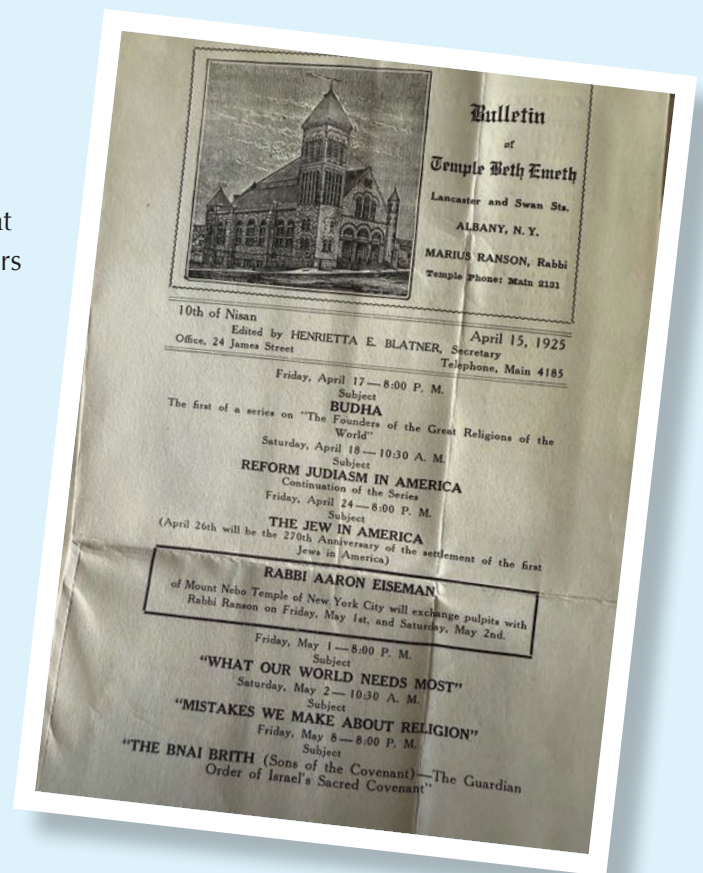 at
rs
Bulletin
of
Temple Beth Emeth
Lancaster and Swan Sts.
ALBANY, N. Y.
MARIUS RANSON, Rabbi
Temple Phone: Main 2131
10th of Nisan
April 15, 1925
Edited by HENRIETTA E. BLATNER, Secretary
Office, 24 James Street
Telephone, Main 4185
Friday, April 17—8:00 P. M.
Subject
BUDHA
The first of a series on "The Founders of the Great Religions of the
World"
Saturday, April 18—10:30 A. M.
Subject
REFORM JUDIASM IN AMERICA
Continuation of the Series
Friday, April 24—8:00 P. M.
Subject
THE JEW IN AMERICA
(April 26th will be the 270th Anniversary of the settlement of the first
Jews in America)
RABBI AARON EISEMAN
of Mount Nebo Temple of New York City will exchange pulpits with
Rabbi Ranson on Friday, May 1st, and Saturday, May 2nd.
Friday, May 1—8:00 P. M.
Subject
"WHAT OUR WORLD NEEDS MOST"
Saturday, May 2—10:30 A. M.
Subject
"MISTAKES WE MAKE ABOUT RELIGION"
Friday, May 8—8:00 P. M.
Subject
"THE BNAI BRITH (Sons of the Covenant)—The Guardian
Order of Israel's Sacred Covenant"